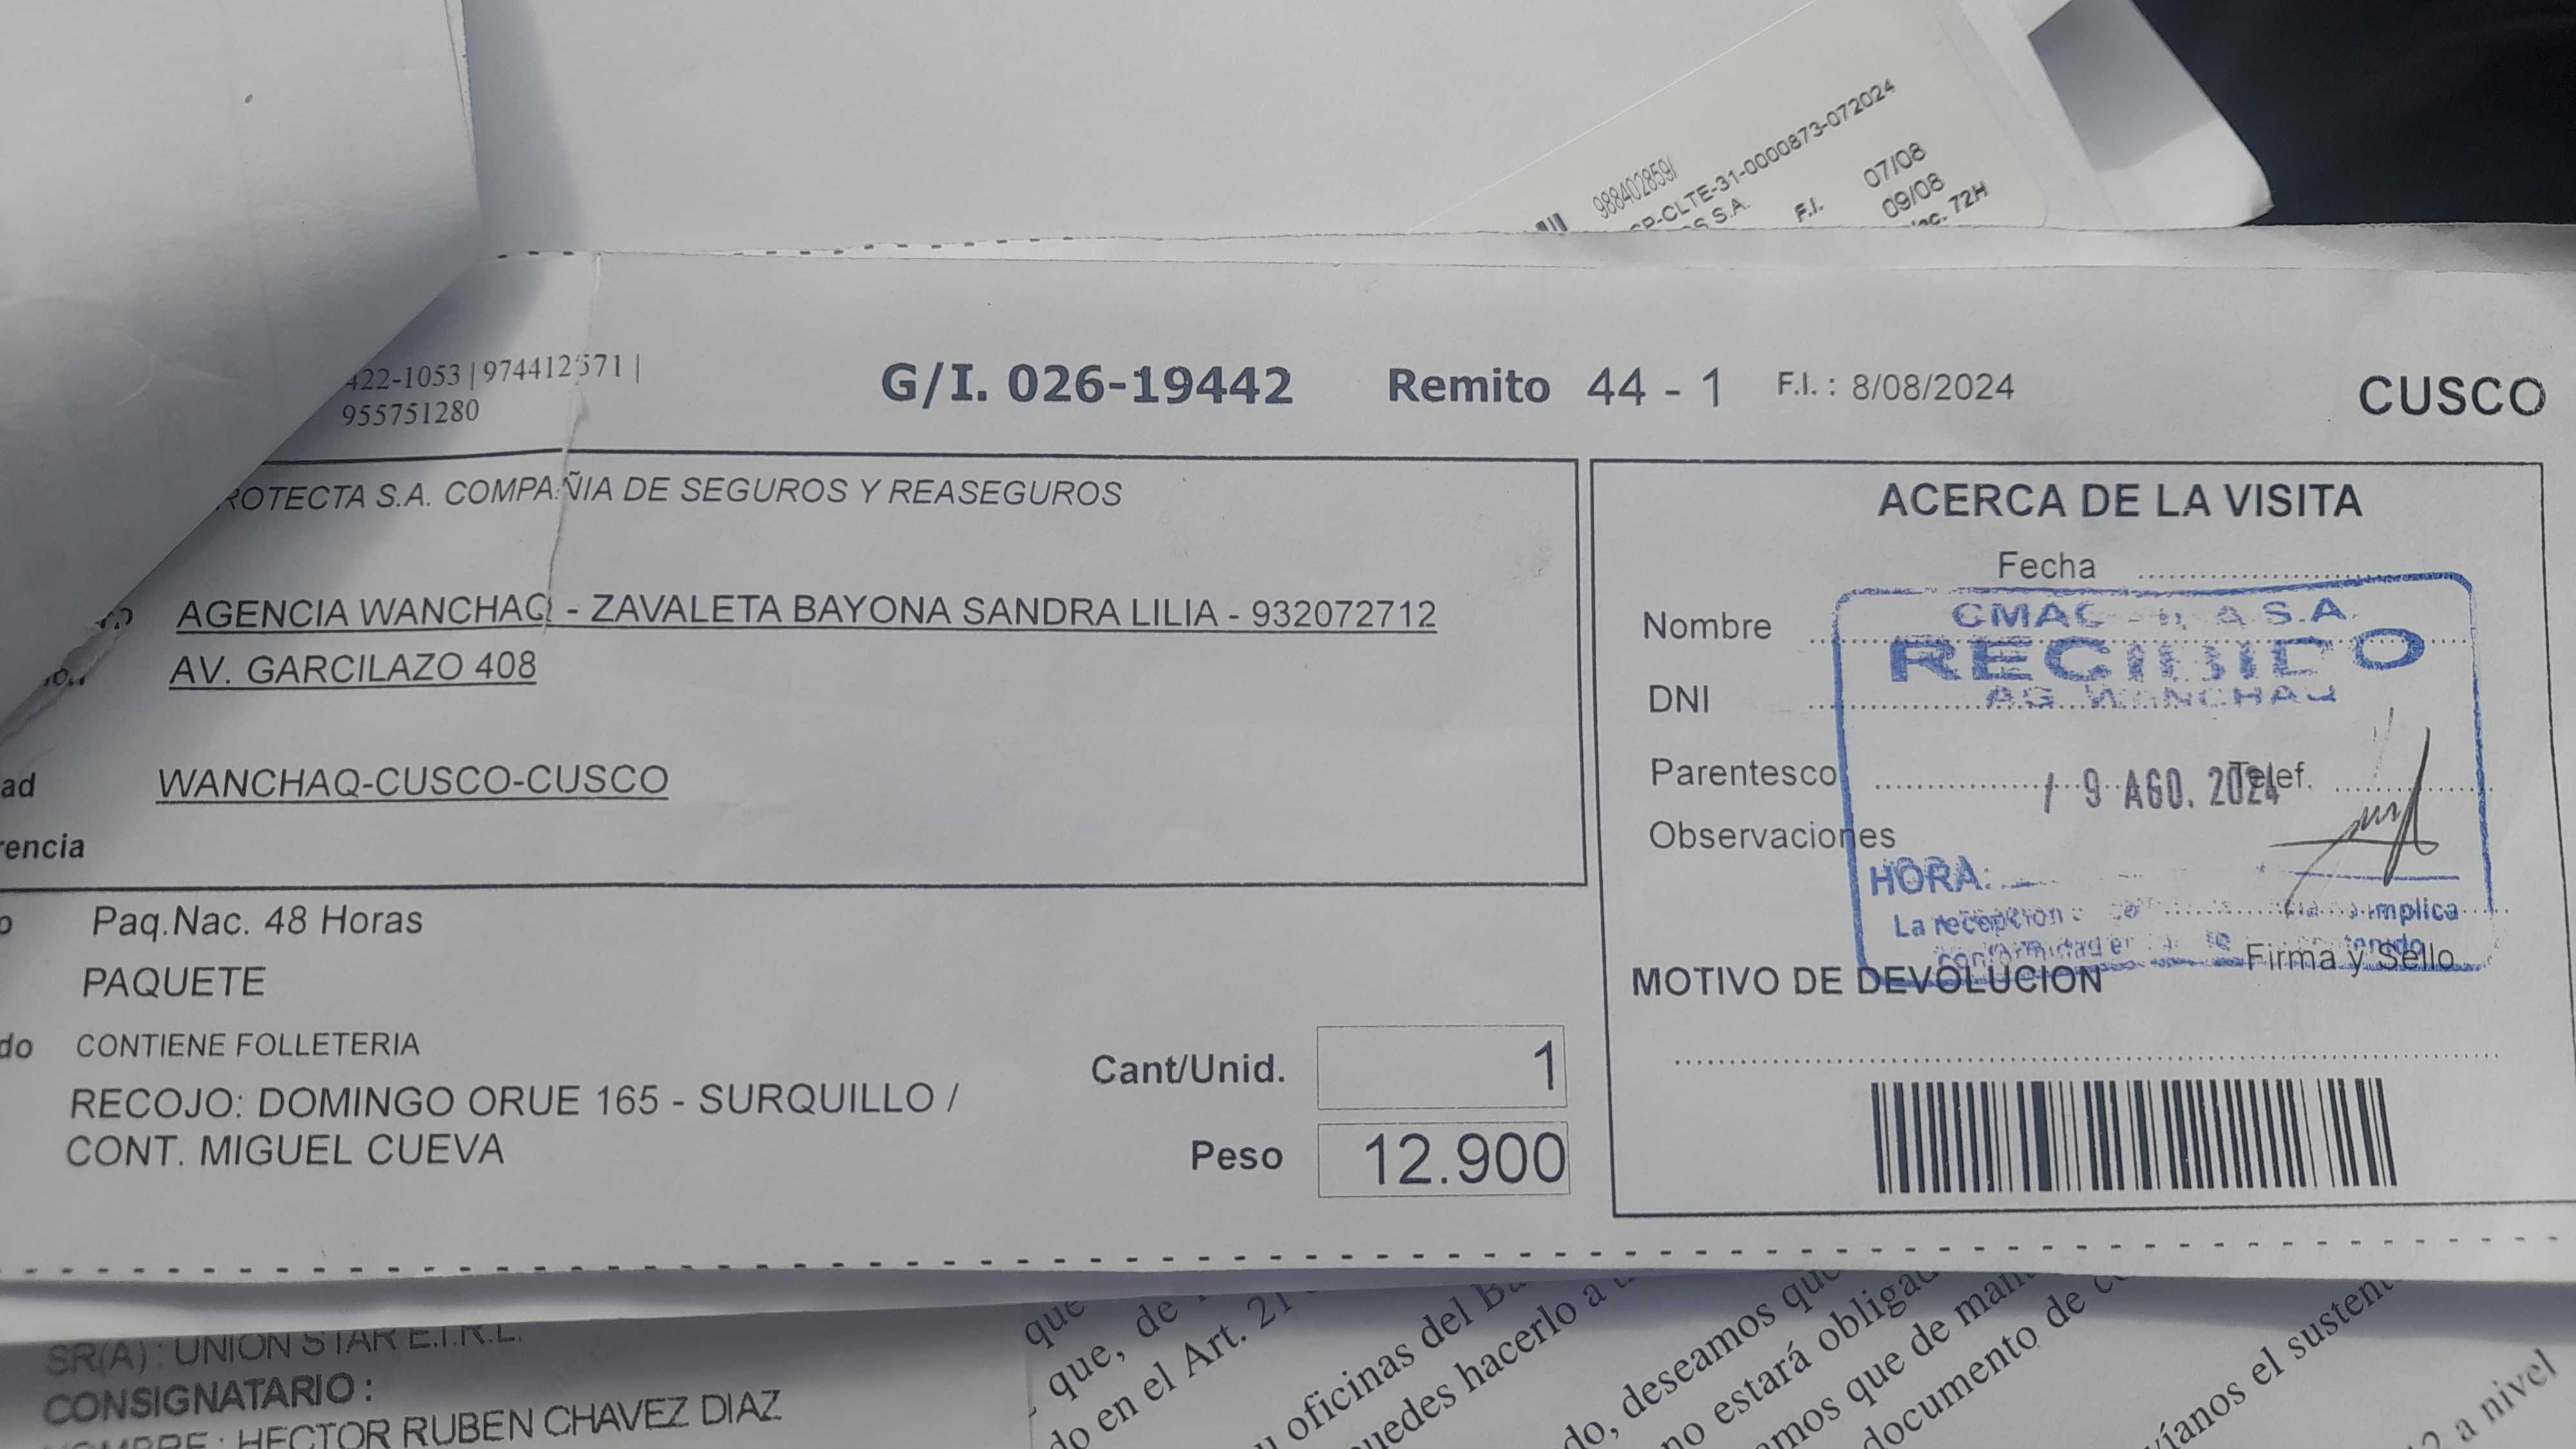 988402859/
CP-CLTE-31-0000873-072024
S.A.
F.I. 07/08
09/08
72H
422-1053 | 974412571 |
955751280
G/I. 026-19442 Remito 44 - 1 F.I. : 8/08/2024 CUSCO
ROTECTA S.A. COMPAÑIA DE SEGUROS Y REASEGUROS
AGENCIA WANCHAQ - ZAVALETA BAYONA SANDRA LILIA - 932072712
AV. GARCILAZO 408
WANCHAQ-CUSCO-CUSCO
ad
rencia
Paq.Nac. 48 Horas
PAQUETE
do CONTIENE FOLLETERIA
RECOJO: DOMINGO ORUE 165 - SURQUILLO /
CONT. MIGUEL CUEVA
Cant/Unid. 1
Peso 12.900
ACERCA DE LA VISITA
Fecha
Nombre
DNI
Parentesco
Telef.
Observaciones
Firma y Sello
MOTIVO DE DEVOLUCION
CMAC S.A.
RECIBIDO
AG. WANCHAQ
9 AGO. 2024
HORA:
La recepción implica
conformidad
SR(A) : UNION STAR E.I.R.L.
CONSIGNATARIO :
NOMBRE : HECTOR RUBEN CHAVEZ DIAZ
que
que, de
do en el Art. 21
oficinas del
puedes hacerlo a
do, deseamos que
no estará obligad
amos que de man
documento de
víanos el susten
a nivel